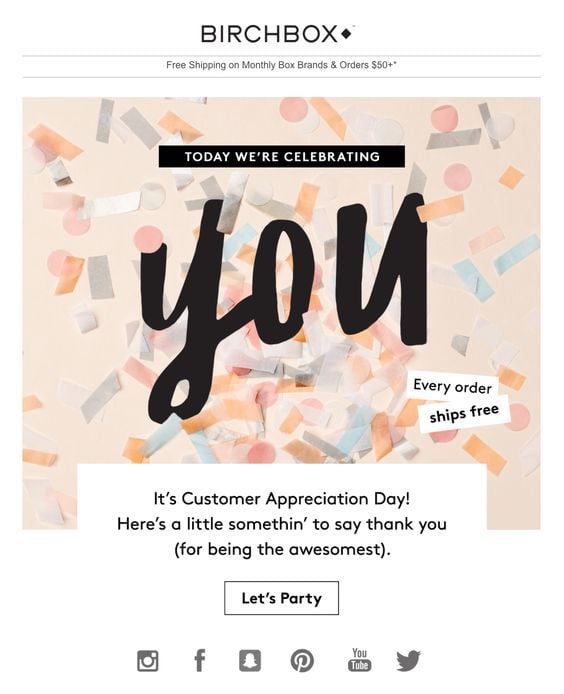 BIRCHBOX◆
Free Shipping on Monthly Box Brands & Orders $50+*
TODAY WE'RE CELEBRATING
you
Every order
ships free
It's Customer Appreciation Day!
Here's a little somethin' to say thank you
(for being the awesomest).
Let's Party
You
Tube